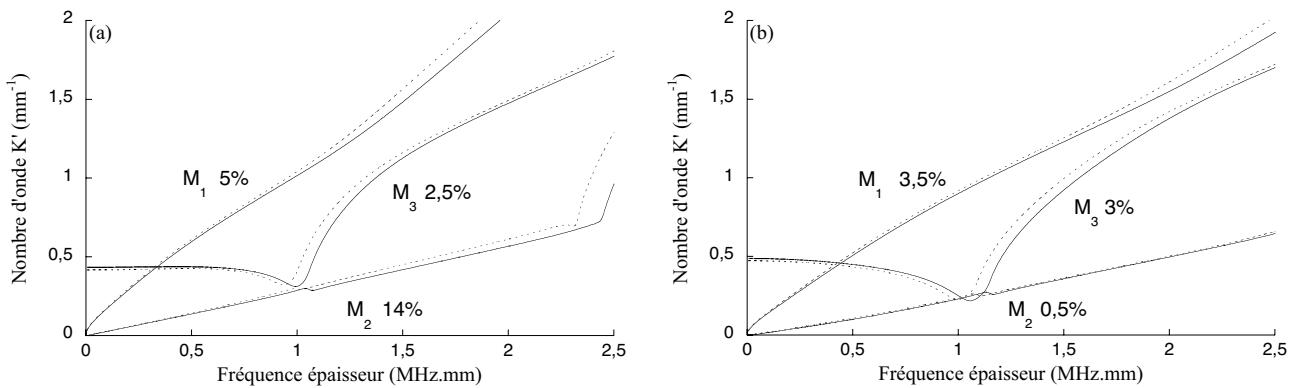 (a)
2
1,5
1
0,5
0
Nombre d'onde K' (mm⁻¹)
M₁ 5%
M₃ 2,5%
M₂ 14%
0 0,5 1 1,5 2 2,5
Fréquence épaisseur (MHz.mm)
(b)
2
1,5
1
0,5
0
Nombre d'onde K' (mm⁻¹)
M₁ 3,5%
M₃ 3%
M₂ 0,5%
0 0,5 1 1,5 2 2,5
Fréquence épaisseur (MHz.mm)